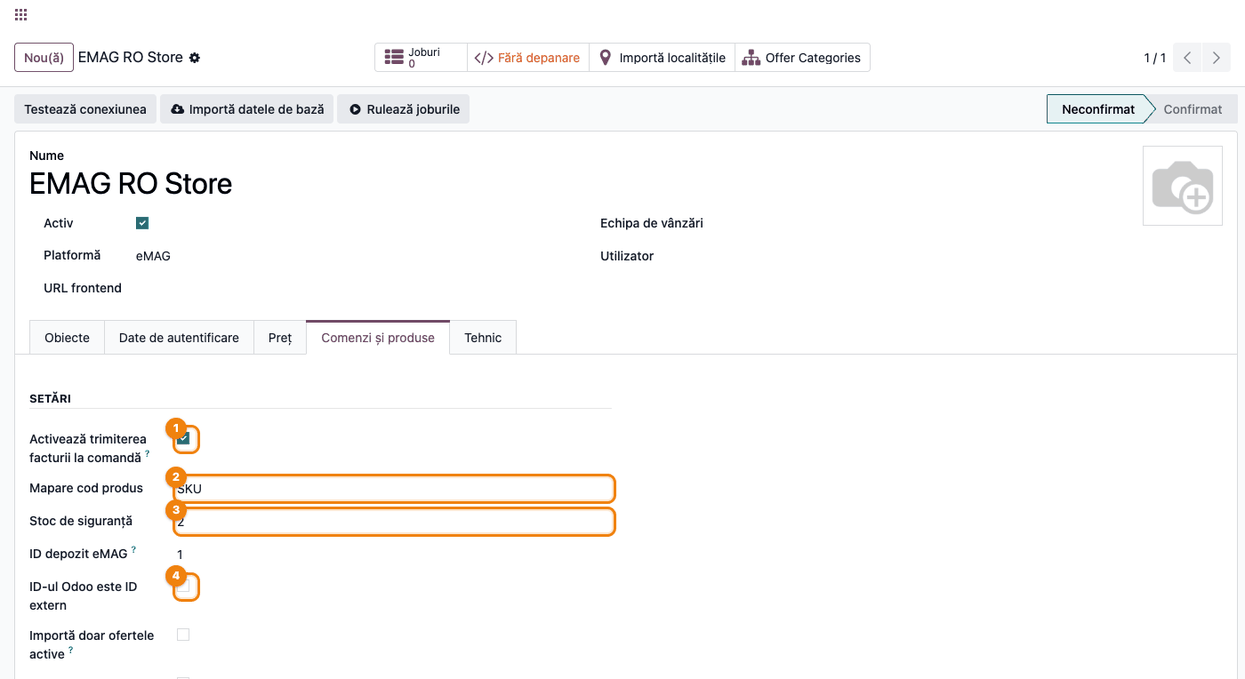 Nou(ă) EMAG RO Store
Joburi
0
Fără depanare
Importă localitățile
Offer Categories
1 / 1
Testează conexiunea
Importă datele de bază
Rulează joburile
Neconfirmat
Confirmat
Nume
EMAG RO Store
Activ
Echipa de vânzări
Platformă eMAG
Utilizator
URL frontend
Obiecte
Date de autentificare
Preț
Comenzi și produse
Tehnic
SETĂRI
1
Activează trimiterea
facturii la comandă ?
2
Mapare cod produs SKU
3
Stoc de siguranță 2
ID depozit eMAG ? 1
4
ID-ul Odoo este ID
extern
Importă doar ofertele
active ?